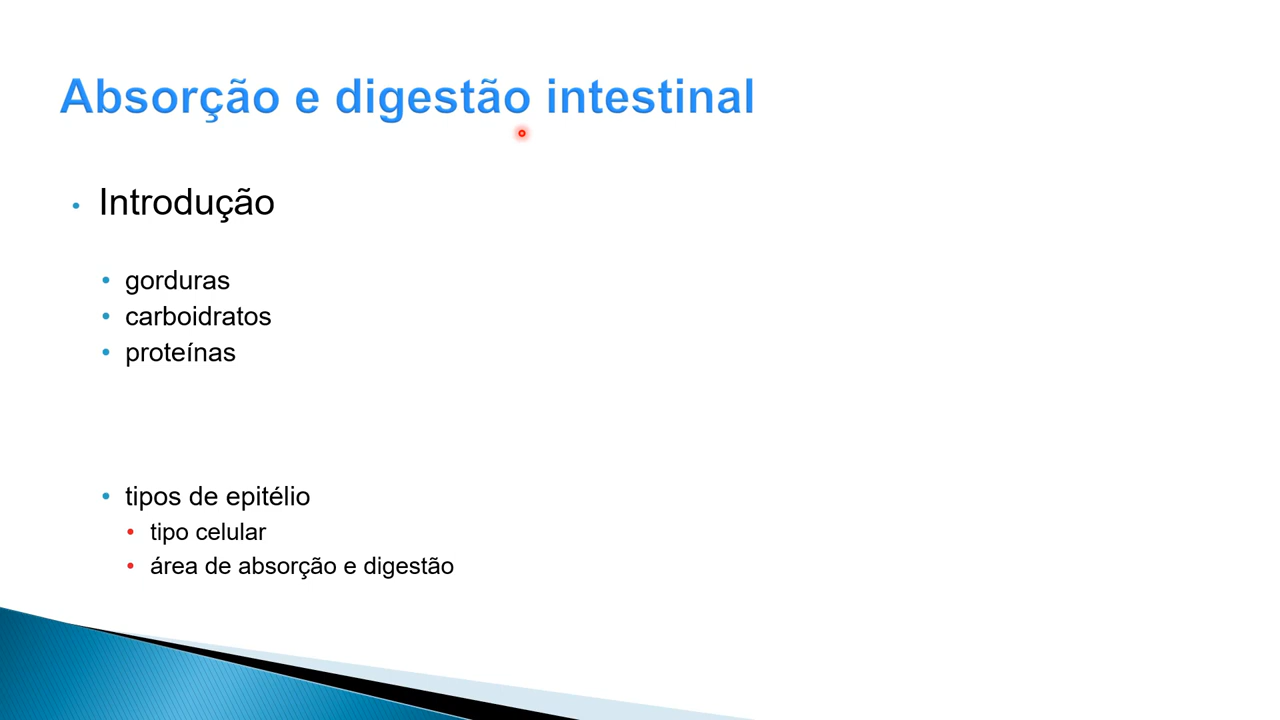 Absorção e digestão intestinal
Introdução
gorduras
carboidratos
proteínas
tipos de epitélio
tipo celular
área de absorção e digestão